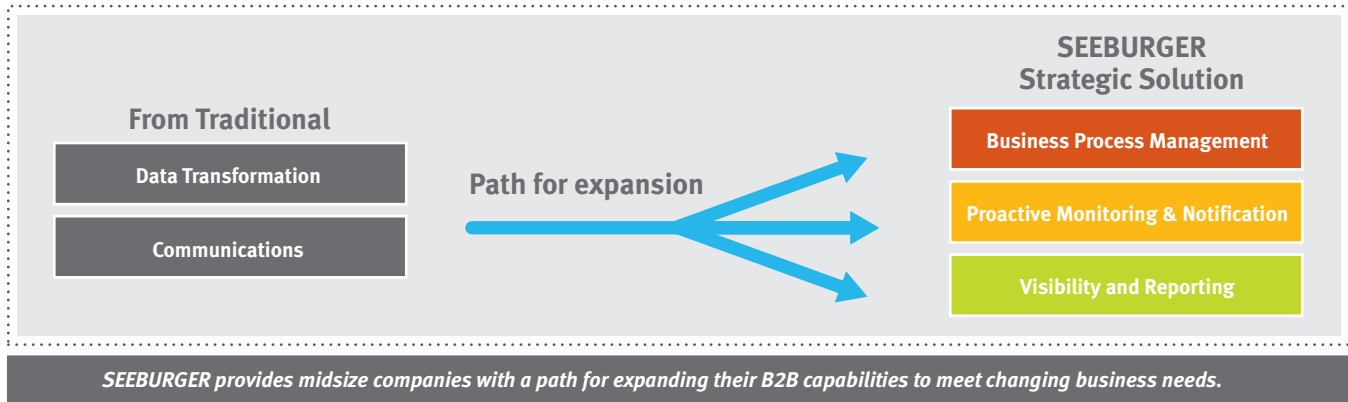 From Traditional
Data Transformation
Communications
Path for expansion
SEEBURGER
Strategic Solution
Business Process Management
Proactive Monitoring & Notification
Visibility and Reporting
SEEBURGER provides midsize companies with a path for expanding their B2B capabilities to meet changing business needs.